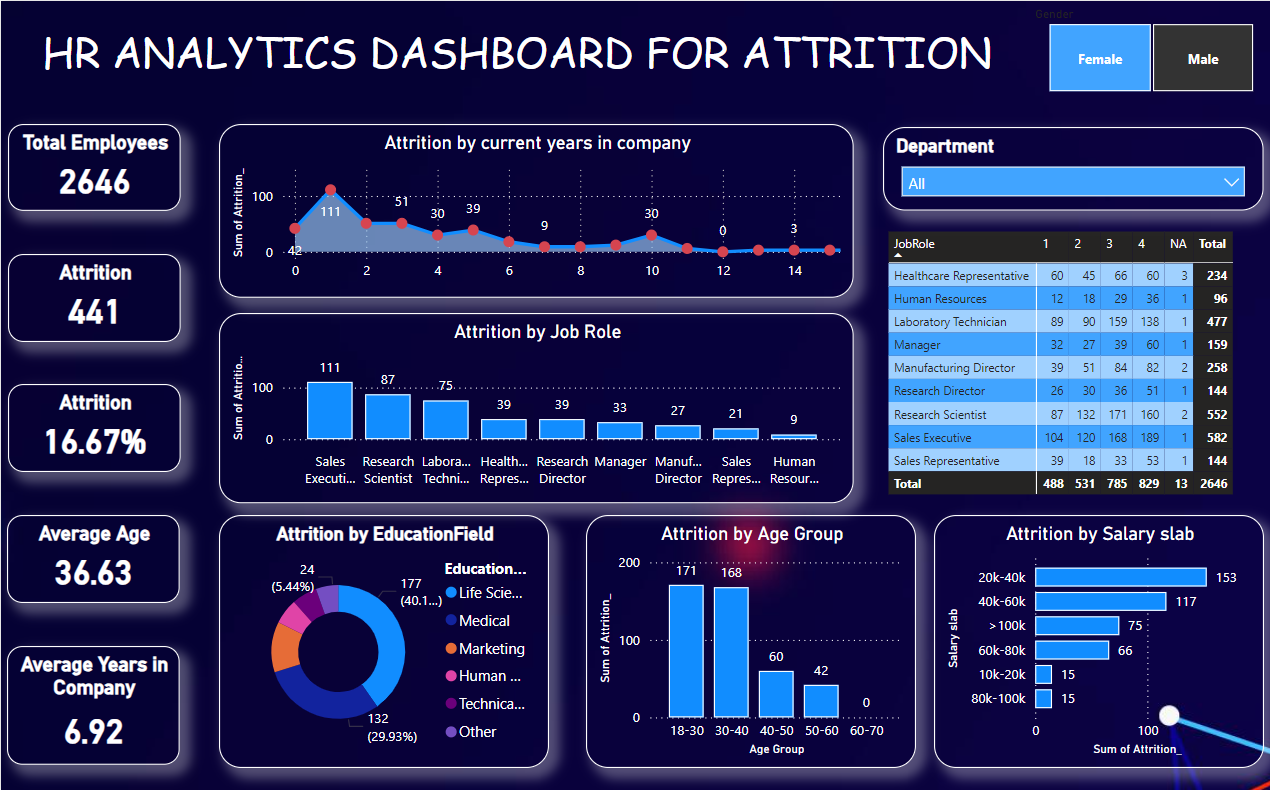 Gender
HR ANALYTICS DASHBOARD FOR ATTRITION
Female
Male
Total Employees
2646
Attrition
441
Attrition
16.67%
Average Age
36.63
Average Years in
Company
6.92
Attrition by current years in company
Sum of Attrition_
100
0
42
111
51
30
39
9
30
0
3
0 2 4 6 8 10 12 14
Attrition by Job Role
Sum of Attritio...
100
0
111 87 75 39 39 33 27 21 9
Sales Research Labora... Health... Research Manager Manuf... Sales Human
Executi... Scientist Techni... Repres... Director Director Repres... Resour...
Department
All
JobRole 1 2 3 4 NA Total
Healthcare Representative 60 45 66 60 3 234
Human Resources 12 18 29 36 1 96
Laboratory Technician 89 90 159 138 1 477
Manager 32 27 39 60 1 159
Manufacturing Director 39 51 84 82 2 258
Research Director 26 30 36 51 1 144
Research Scientist 87 132 171 160 2 552
Sales Executive 104 120 168 189 1 582
Sales Representative 39 18 33 53 1 144
Total 488 531 785 829 13 2646
Attrition by EducationField
24
(5.44%)
177
(40.1...)
132
(29.93%)
Education...
Life Scie...
Medical
Marketing
Human ...
Technica...
Other
Attrition by Age Group
Sum of Attrition_
200
100
0
171 168 60 42 0
18-30 30-40 40-50 50-60 60-70
Age Group
Attrition by Salary slab
Salary slab
20k-40k 153
40k-60k 117
>100k 75
60k-80k 66
10k-20k 15
80k-100k 15
0 100
Sum of Attrition_